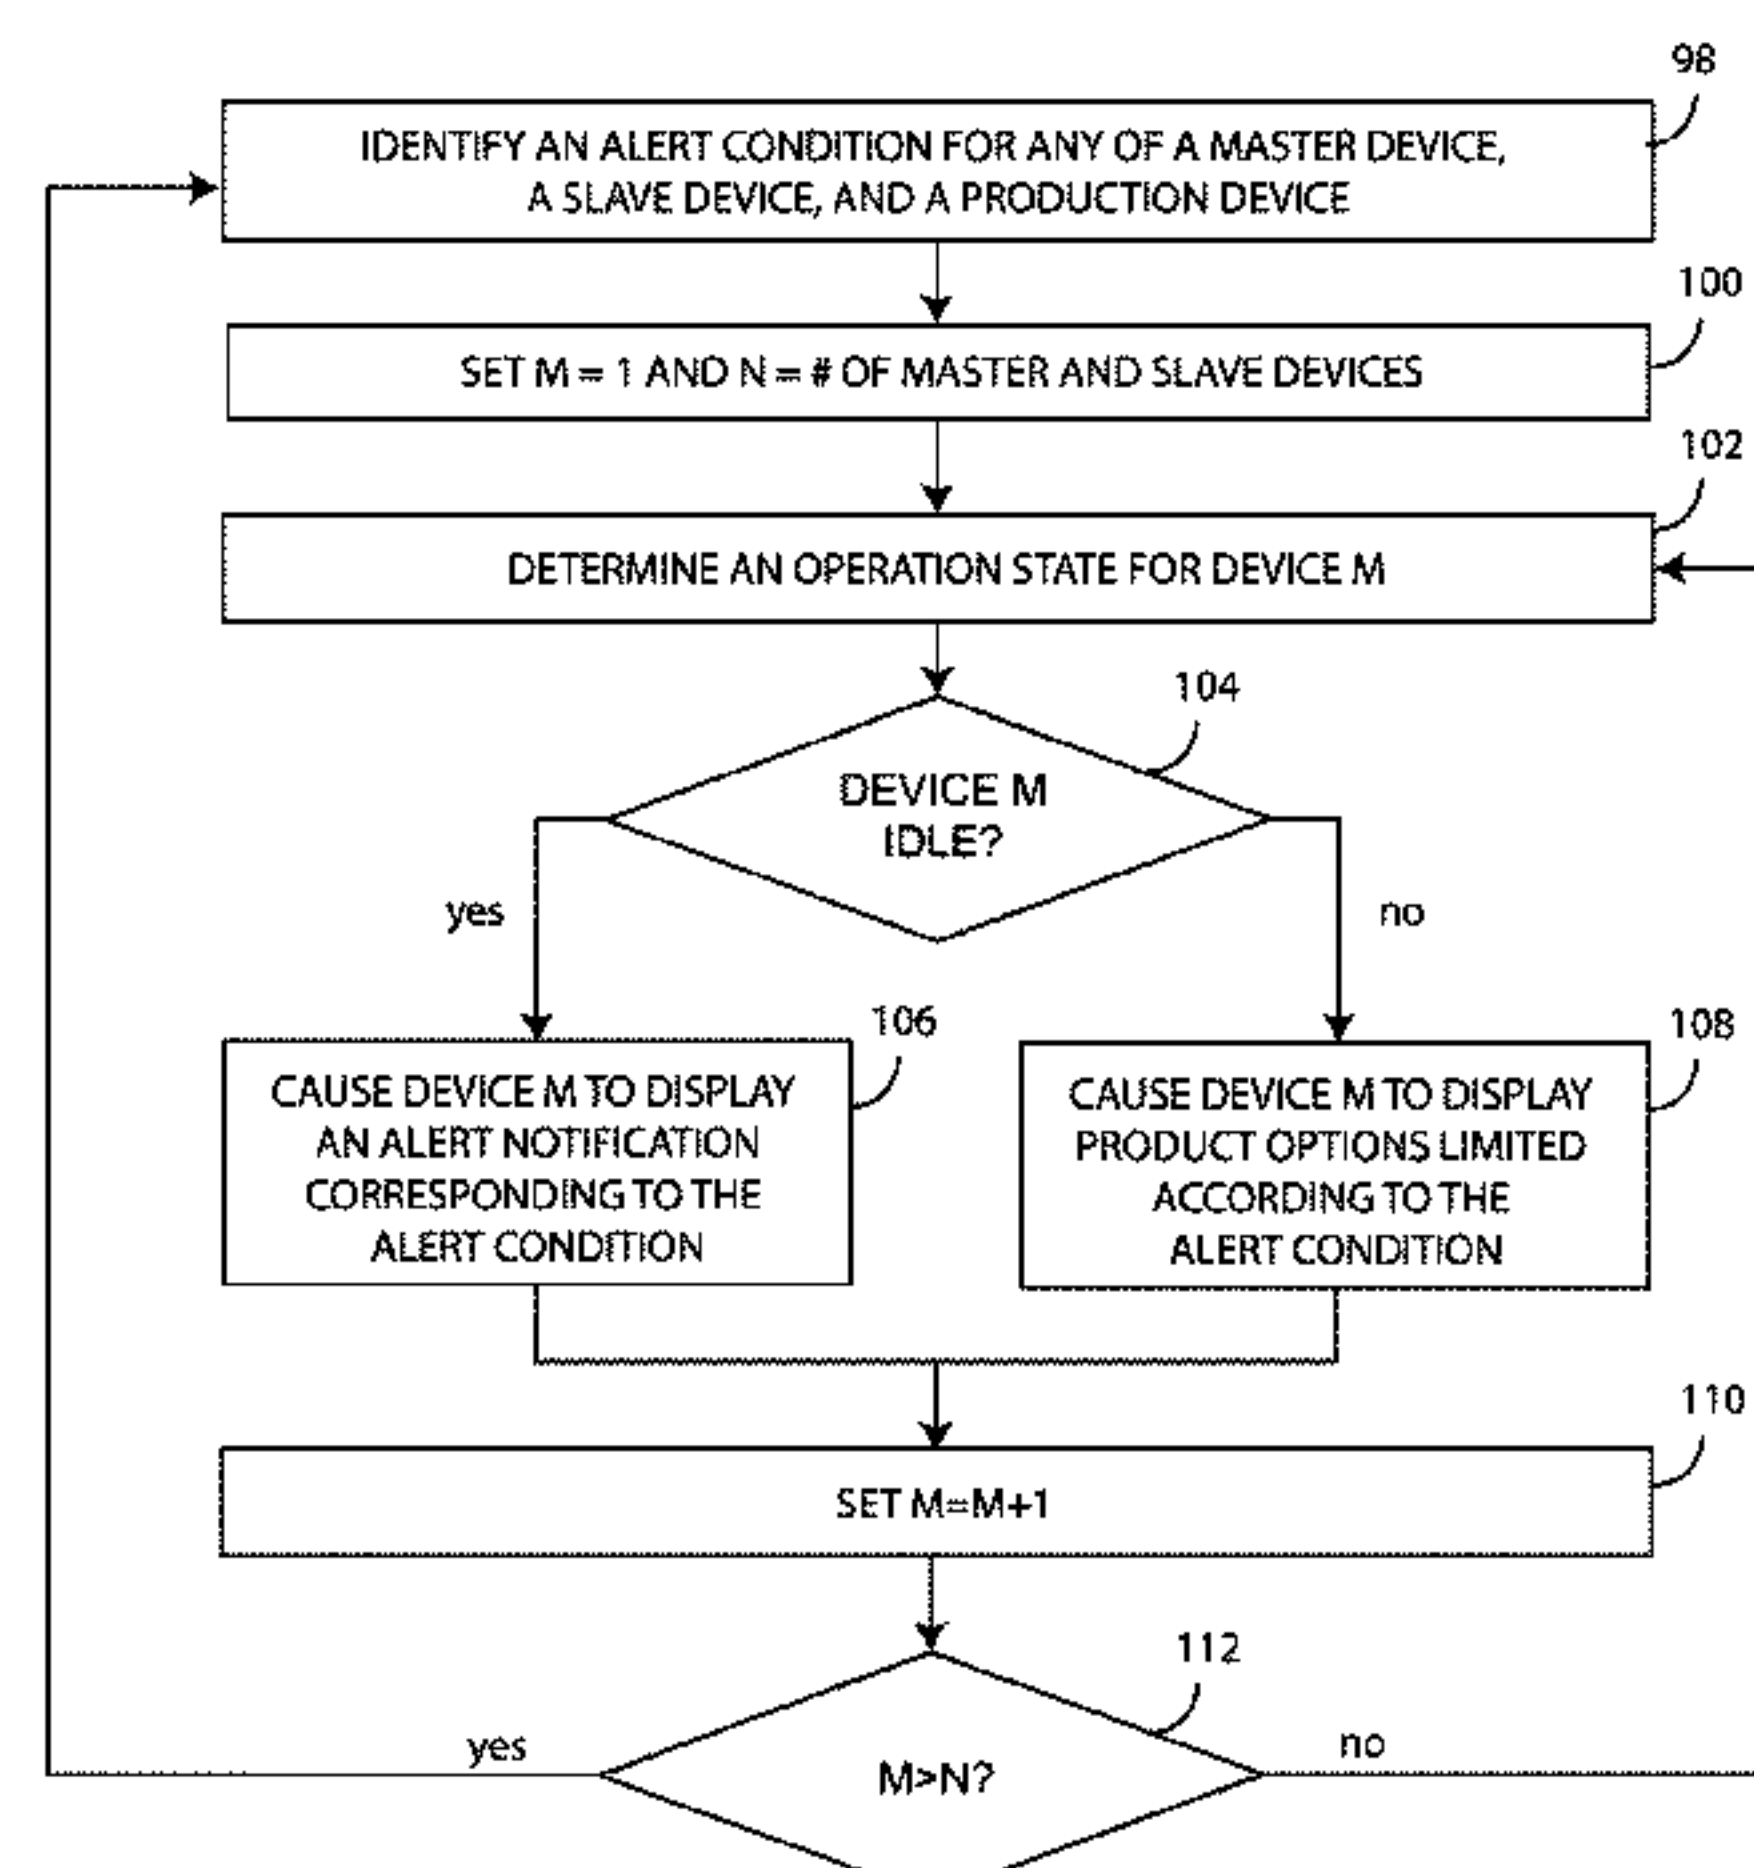 98
IDENTIFY AN ALERT CONDITION FOR ANY OF A MASTER DEVICE,
A SLAVE DEVICE, AND A PRODUCTION DEVICE
100
SET M = 1 AND N = # OF MASTER AND SLAVE DEVICES
102
DETERMINE AN OPERATION STATE FOR DEVICE M
104
DEVICE M
IDLE?
yes
no
106
CAUSE DEVICE M TO DISPLAY
AN ALERT NOTIFICATION
CORRESPONDING TO THE
ALERT CONDITION
108
CAUSE DEVICE M TO DISPLAY
PRODUCT OPTIONS LIMITED
ACCORDING TO THE
ALERT CONDITION
110
SET M=M+1
112
yes
no
M>N?